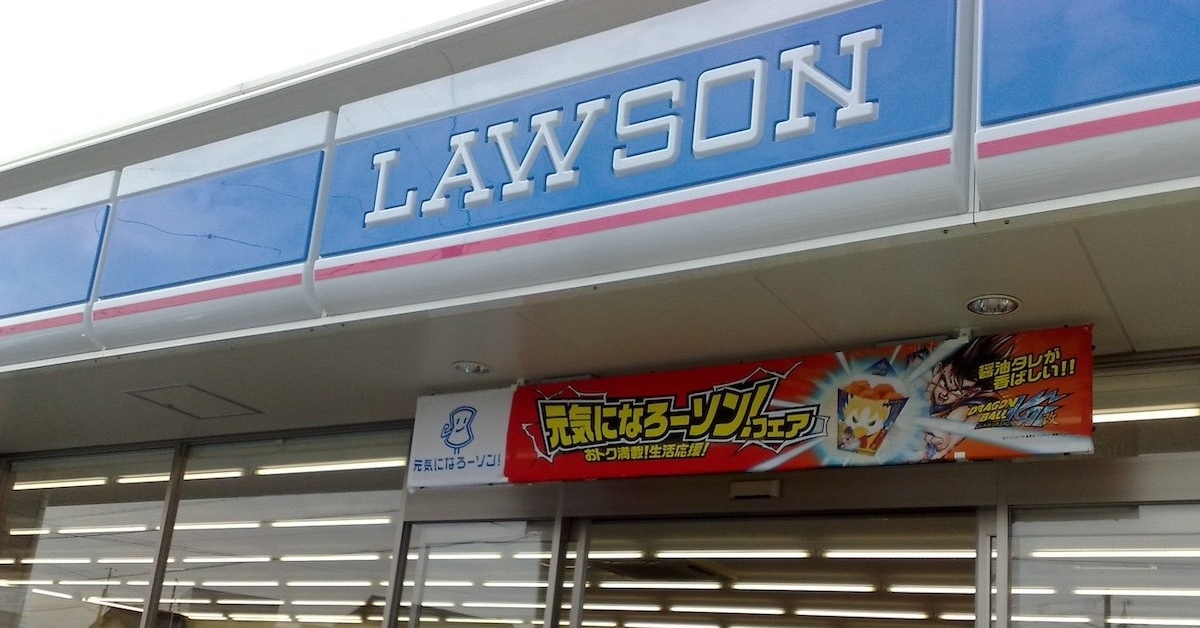 LAWSON
元気になろーソン!
元気になろーソン!フェア
おトク満載!生活応援!
醤油タレが
香ばしい!!
DRAGON
BALL
改